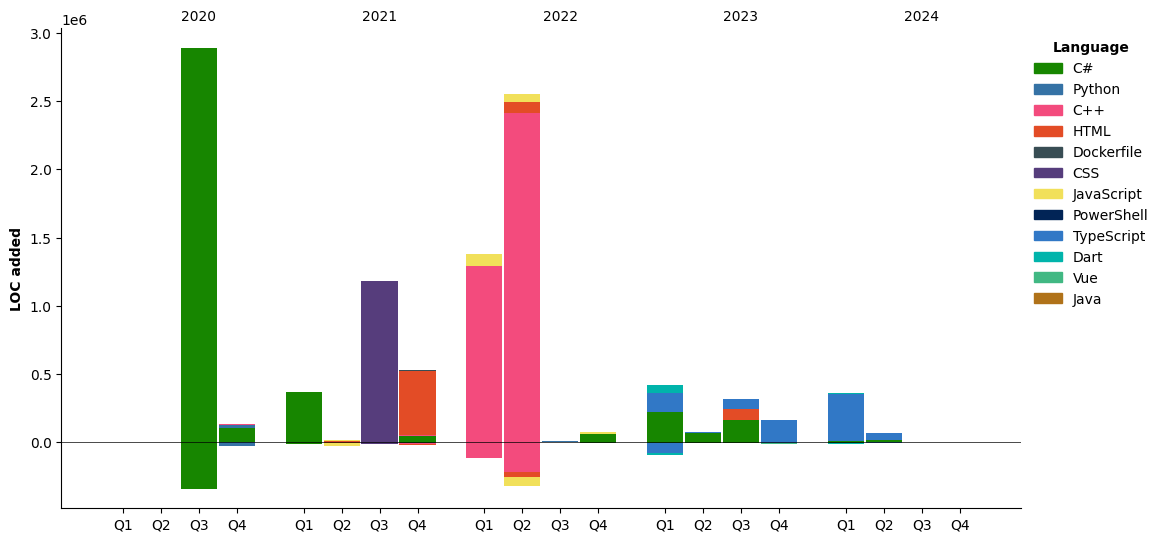 2020 2021 2022 2023 2024
1e6
3.0
2.5
2.0
1.5
1.0
0.5
0.0
LOC added
Q1 Q2 Q3 Q4 Q1 Q2 Q3 Q4 Q1 Q2 Q3 Q4 Q1 Q2 Q3 Q4 Q1 Q2 Q3 Q4
Language
C#
Python
C++
HTML
Dockerfile
CSS
JavaScript
PowerShell
TypeScript
Dart
Vue
Java